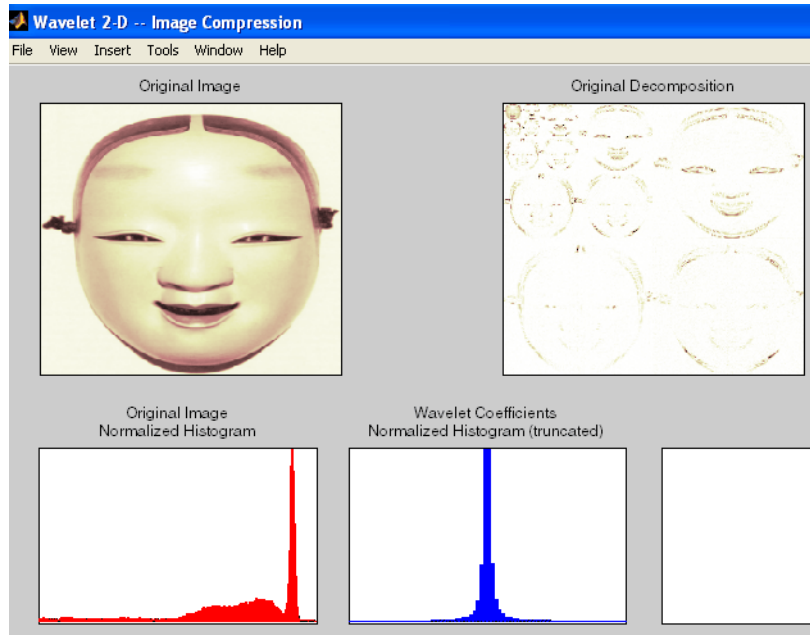 Wavelet 2-D -- Image Compression
File View Insert Tools Window Help
Original Image
Original Decomposition
Original Image
Normalized Histogram
Wavelet Coefficients
Normalized Histogram (truncated)